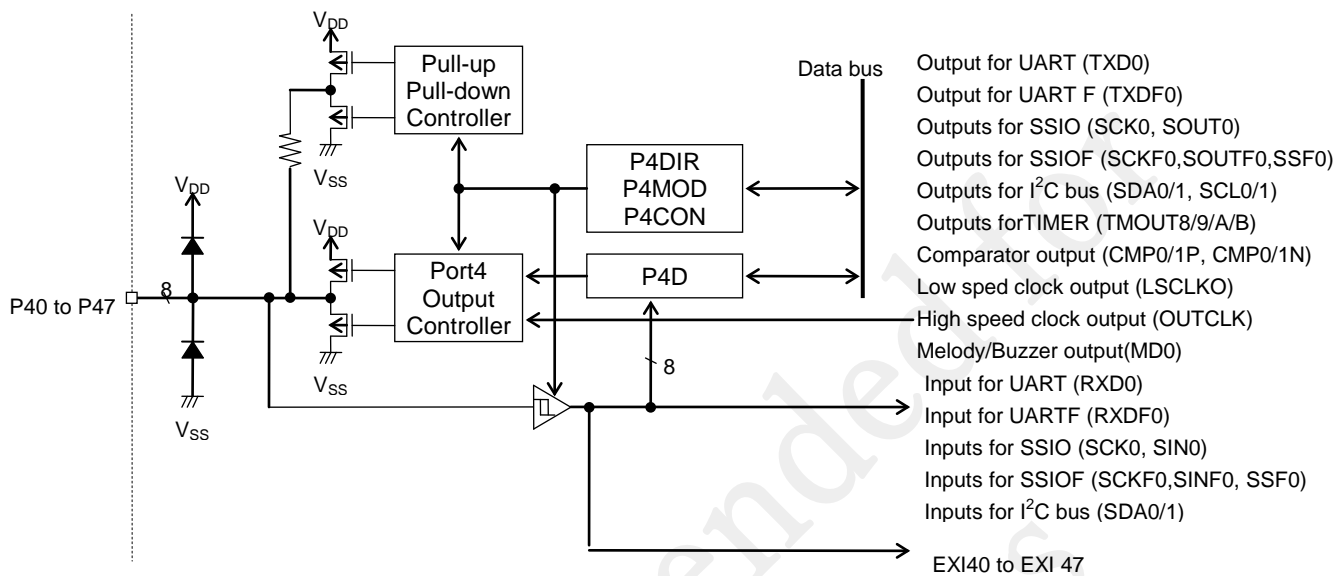 VDD
Pull-up
Pull-down
Controller
VSS
VDD
VDD
Port4
Output
Controller
VSS
VSS
8
P40 to P47
Data bus
P4DIR
P4MOD
P4CON
P4D
8
Output for UART (TXD0)
Output for UART F (TXDF0)
Outputs for SSIO (SCK0, SOUT0)
Outputs for SSIOF (SCKF0,SOUTF0,SSF0)
Outputs for I2C bus (SDA0/1, SCL0/1)
Outputs forTIMER (TMOUT8/9/A/B)
Comparator output (CMP0/1P, CMP0/1N)
Low sped clock output (LSCLKO)
High speed clock output (OUTCLK)
Melody/Buzzer output(MD0)
Input for UART (RXD0)
Input for UARTF (RXDF0)
Inputs for SSIO (SCK0, SIN0)
Inputs for SSIOF (SCKF0,SINF0, SSF0)
Inputs for I2C bus (SDA0/1)
EXI40 to EXI 47